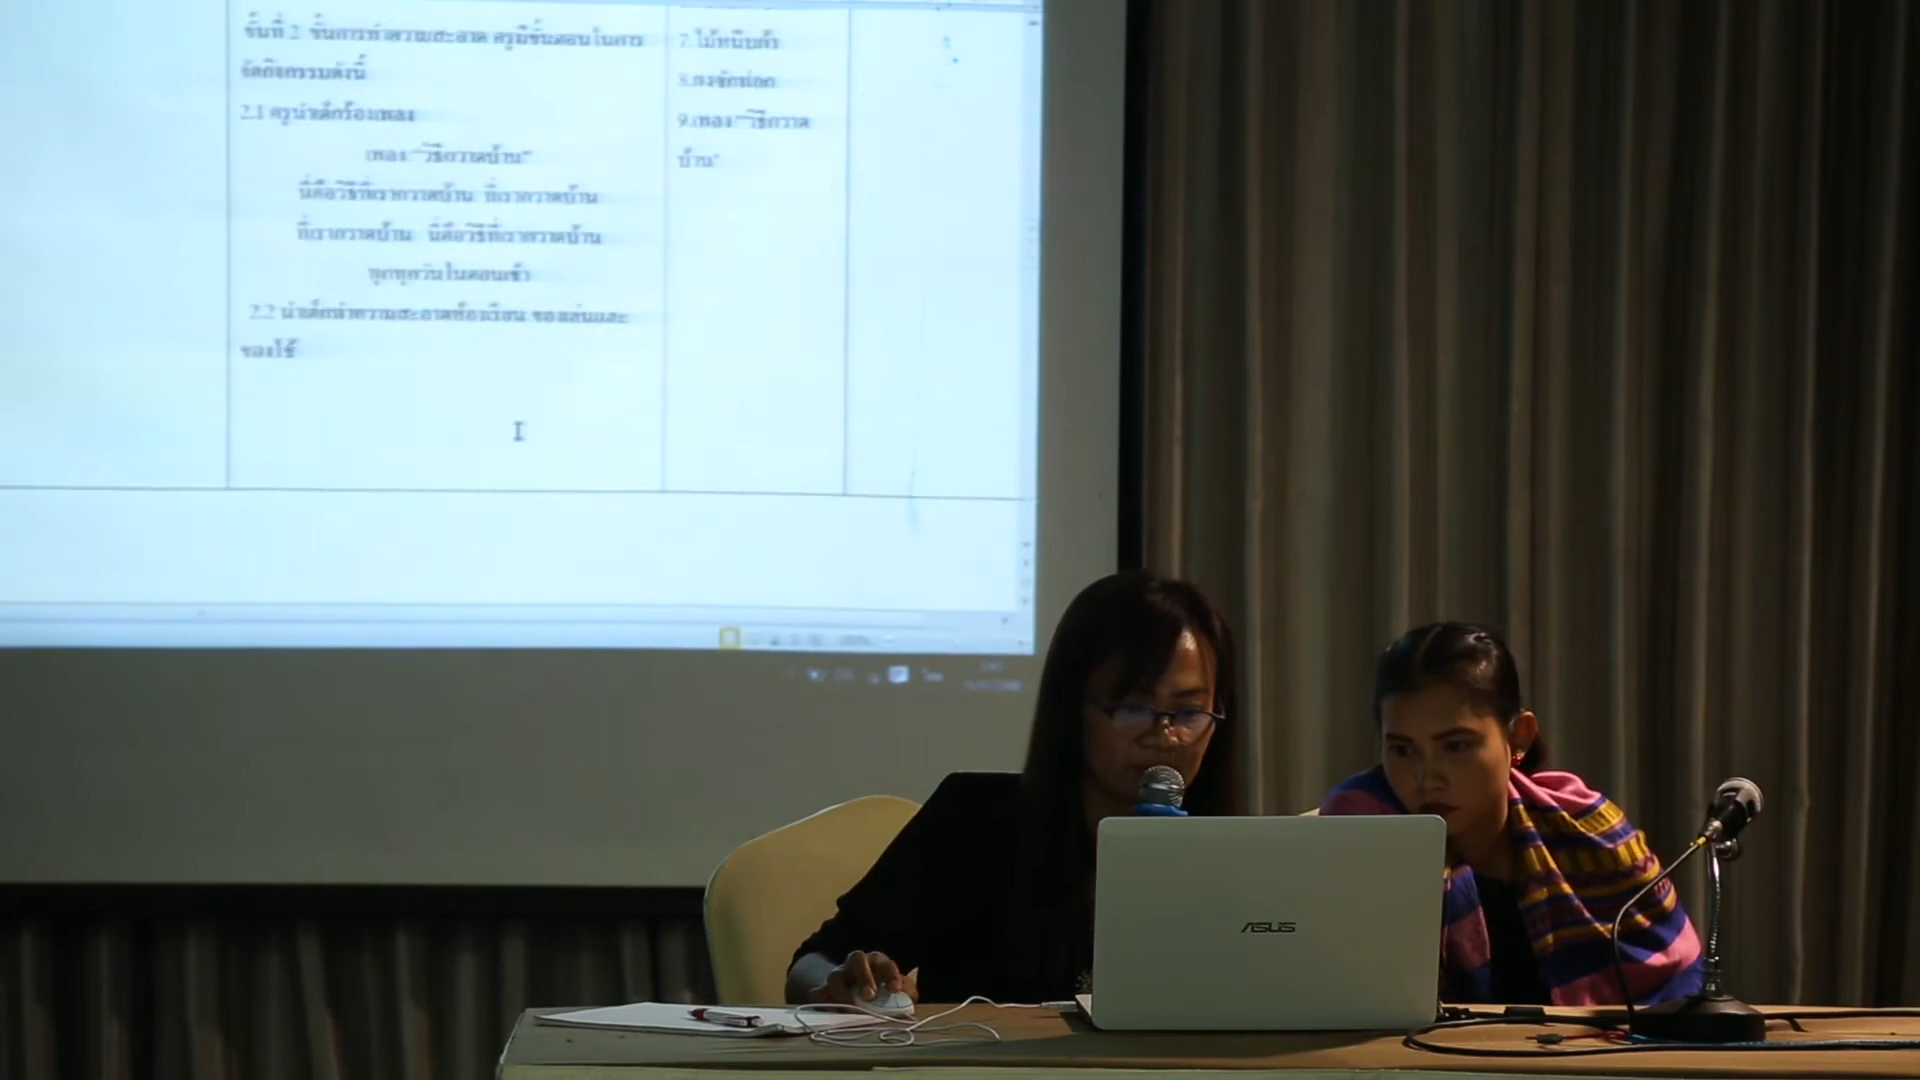 ขั้นที่ 2 ขั้นการทำความสะอาด ครูมีขั้นตอนในการ
จัดกิจกรรมดังนี้
2.1 ครูนำเด็กร้องเพลง
เพลง "วิธีกวาดบ้าน"
นี่คือวิธีที่เรากวาดบ้าน ที่เรากวาดบ้าน
ที่เรากวาดบ้าน นี่คือวิธีที่เรากวาดบ้าน
ทุกทุกวันในตอนเช้า
2.2 นำเด็กทำความสะอาดห้องเรียน ของเล่นและ
ของใช้
7.ไม้หนีบผ้า
8.ผงซักฟอก
9.เพลง "วิธีกวาด
บ้าน"
ASUS